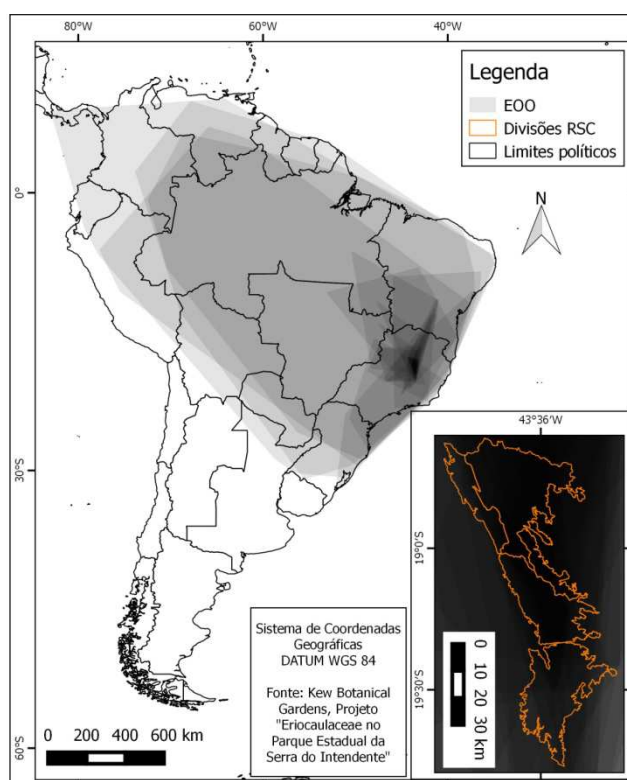 80°W
60°W
40°W
Legenda
EOO
Divisões RSC
Limites políticos
0°
N
30°S
60°S
43°36'W
19°0'S
19°30'S
0 10 20 30 km
Sistema de Coordenadas
Geográficas
DATUM WGS 84
Fonte: Kew Botanical
Gardens, Projeto
"Eriocaulaceae no
Parque Estadual da
Serra do Intendente"
0 200 400 600 km